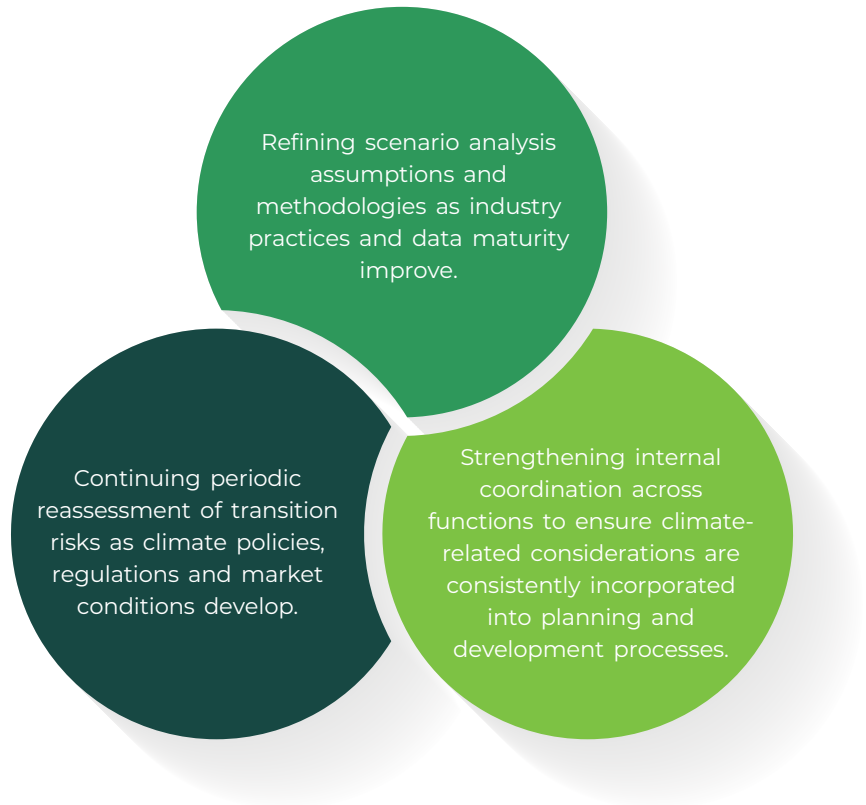 Refining scenario analysis
assumptions and
methodologies as industry
practices and data maturity
improve.
Continuing periodic
reassessment of transition
risks as climate policies,
regulations and market
conditions develop.
Strengthening internal
coordination across
functions to ensure climate-
related considerations are
consistently incorporated
into planning and
development processes.